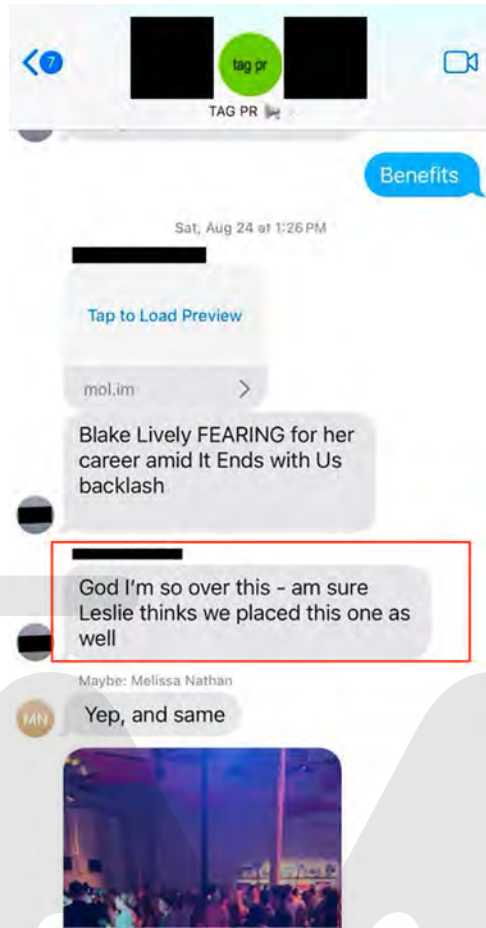 7
tag pr
TAG PR
Benefits
Sat, Aug 24 at 1:26 PM
Tap to Load Preview
mol.im
Blake Lively FEARING for her
career amid It Ends with Us
backlash
God I'm so over this - am sure
Leslie thinks we placed this one as
well
Maybe: Melissa Nathan
MN
Yep, and same